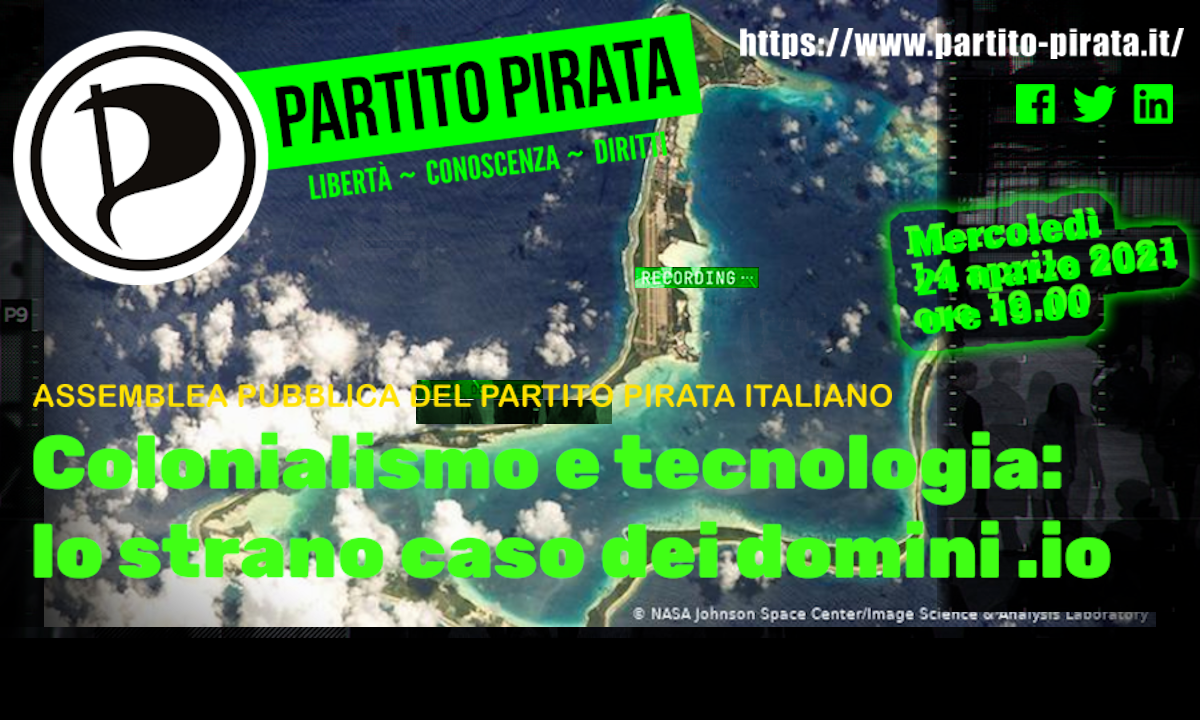 https://www.partito-pirata.it/
PARTITO PIRATA
LIBERTÀ ~ CONOSCENZA ~ DIRITTI
Mercoledì
aprile 2021
ore 19.00
RECORDING ...
P9
ASSEMBLEA PUBBLICA DEL PARTITO PIRATA ITALIANO
Colonialismo e tecnologia:
lo strano caso dei domini .io
© NASA Johnson Space Center/Image Science & Analysis Laboratory